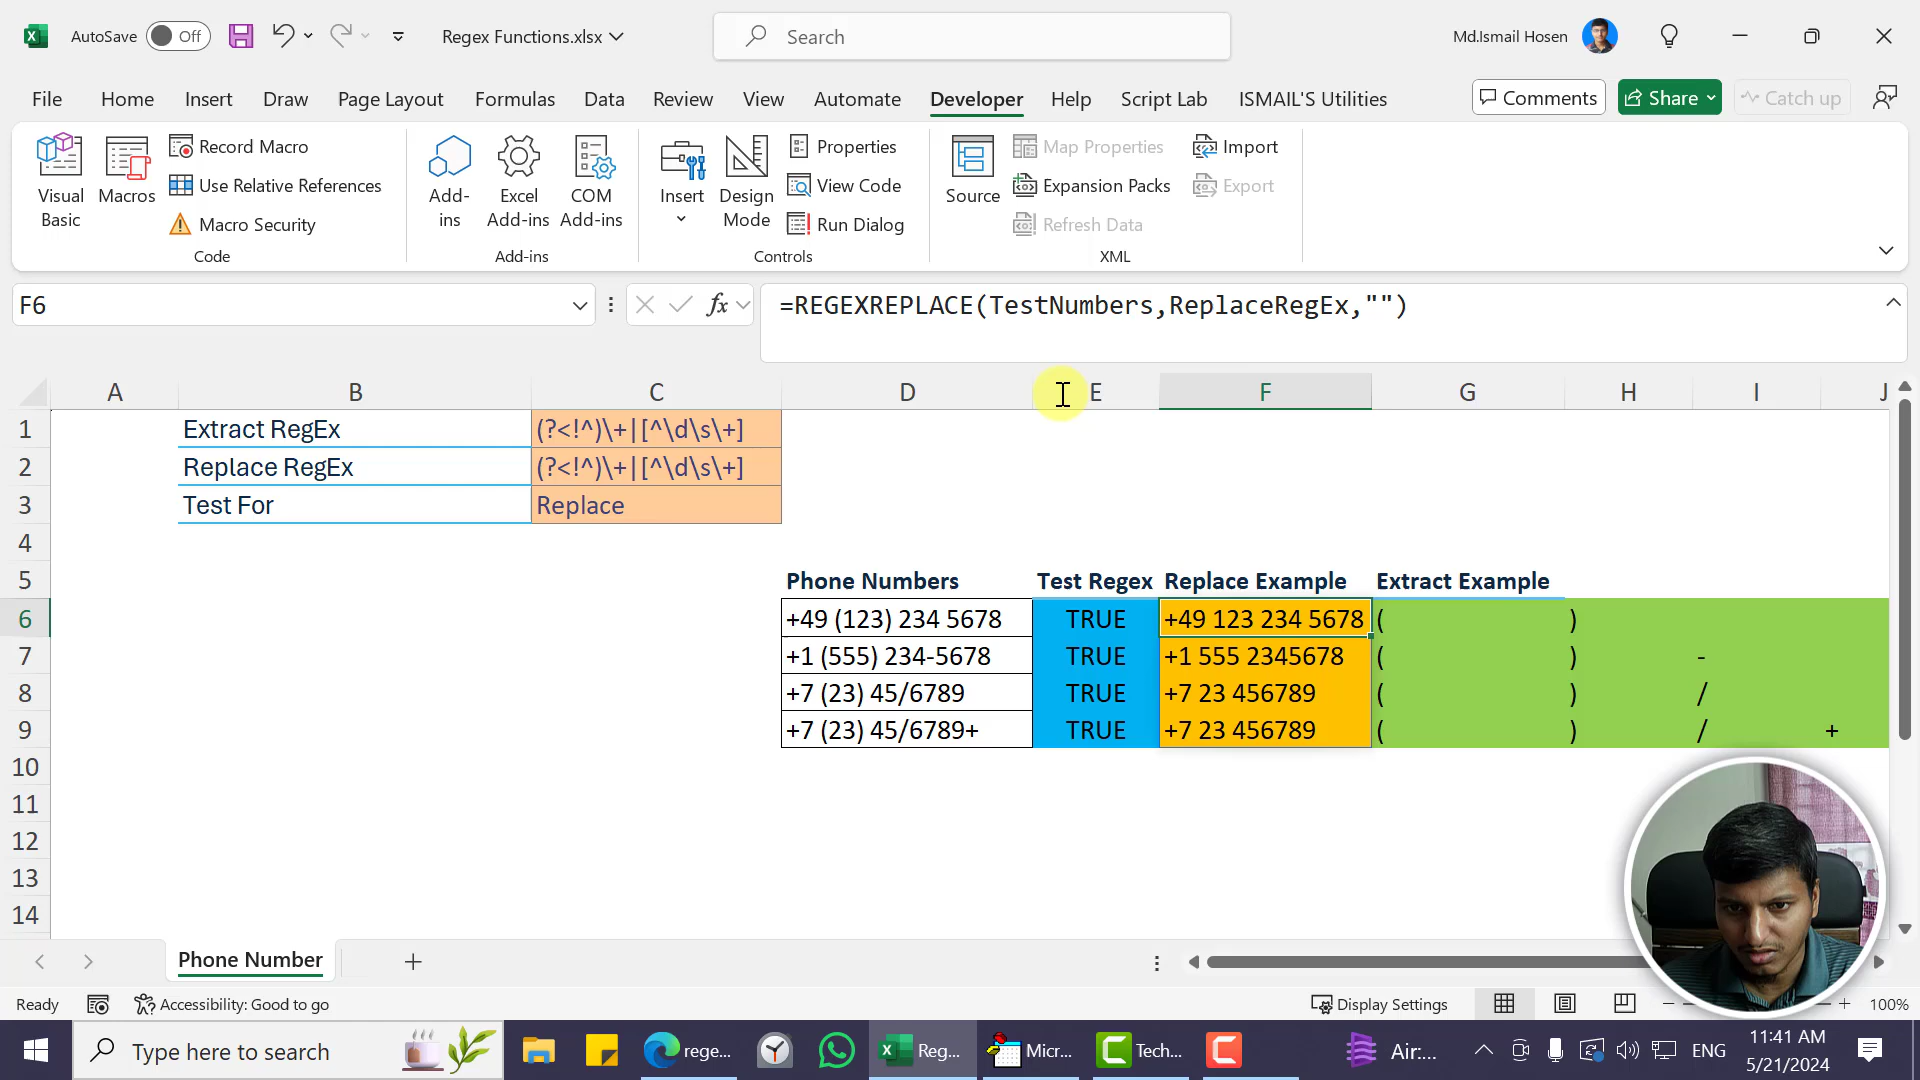 AutoSave Off Regex Functions.xlsx Search Md.Ismail Hosen
File Home Insert Draw Page Layout Formulas Data Review View Automate Developer Help Script Lab ISMAIL'S Utilities Comments Share Catch up
Visual Basic
Macros
Record Macro
Use Relative References
Macro Security
Code
Add-ins
Excel Add-ins
COM Add-ins
Add-ins
Insert
Design Mode
Properties
View Code
Run Dialog
Controls
Source
Map Properties
Expansion Packs
Refresh Data
Import
Export
XML
F6 fx =REGEXREPLACE(TestNumbers,ReplaceRegEx,"")
A B C D E F G H I J
1 Extract RegEx (?<!^)\+|[^\d\s\+]
2 Replace RegEx (?<!^)\+|[^\d\s\+]
3 Test For Replace
4
5 Phone Numbers Test Regex Replace Example Extract Example
6 +49 (123) 234 5678 TRUE +49 123 234 5678 ( )
7 +1 (555) 234-5678 TRUE +1 555 2345678 ( ) -
8 +7 (23) 45/6789 TRUE +7 23 456789 ( ) /
9 +7 (23) 45/6789+ TRUE +7 23 456789 ( ) / +
10
11
12
13
14
Phone Number
Ready Accessibility: Good to go Display Settings 100%
Type here to search rege... Reg... Micr... Tech... Air:... ENG 11:41 AM
5/21/2024